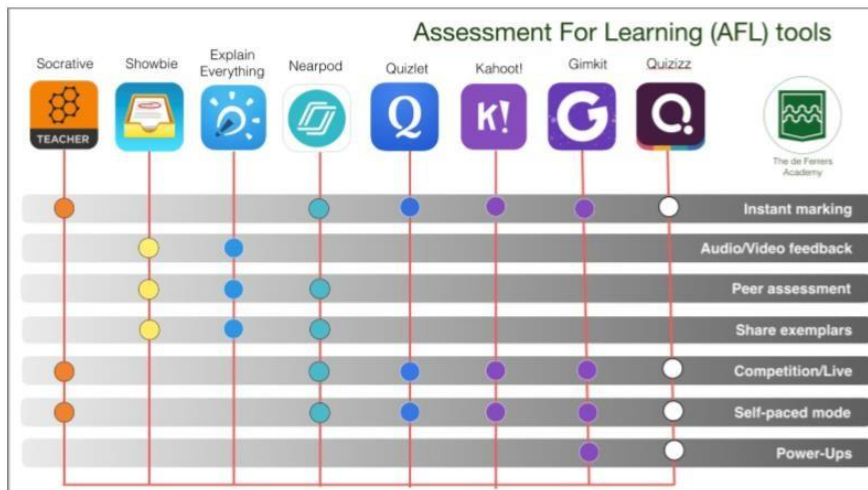 Assessment For Learning (AFL) tools
Socrative
Showbie
Explain
Everything
Nearpod
Quizlet
Kahoot!
Gimkit
Quizizz
TEACHER
Q
K!
G
Q
The de Ferrers
Academy
Instant marking
Audio/Video feedback
Peer assessment
Share exemplars
Competition/Live
Self-paced mode
Power-Ups